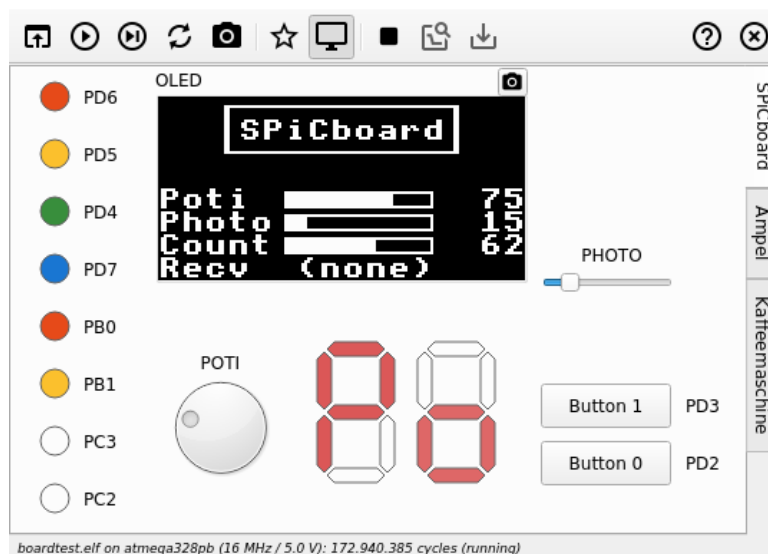 OLED
SPiCboard
Poti 75
Photo 15
Count 62
Recv (none)
PD6
PD5
PD4
PD7
PB0
PB1
PC3
PC2
POTI
Po
PHOTO
Button 1 PD3
Button 0 PD2
SPiCboard
Ampel
Kaffeemaschine
boardtest.elf on atmega328pb (16 MHz / 5.0 V): 172.940.385 cycles (running)